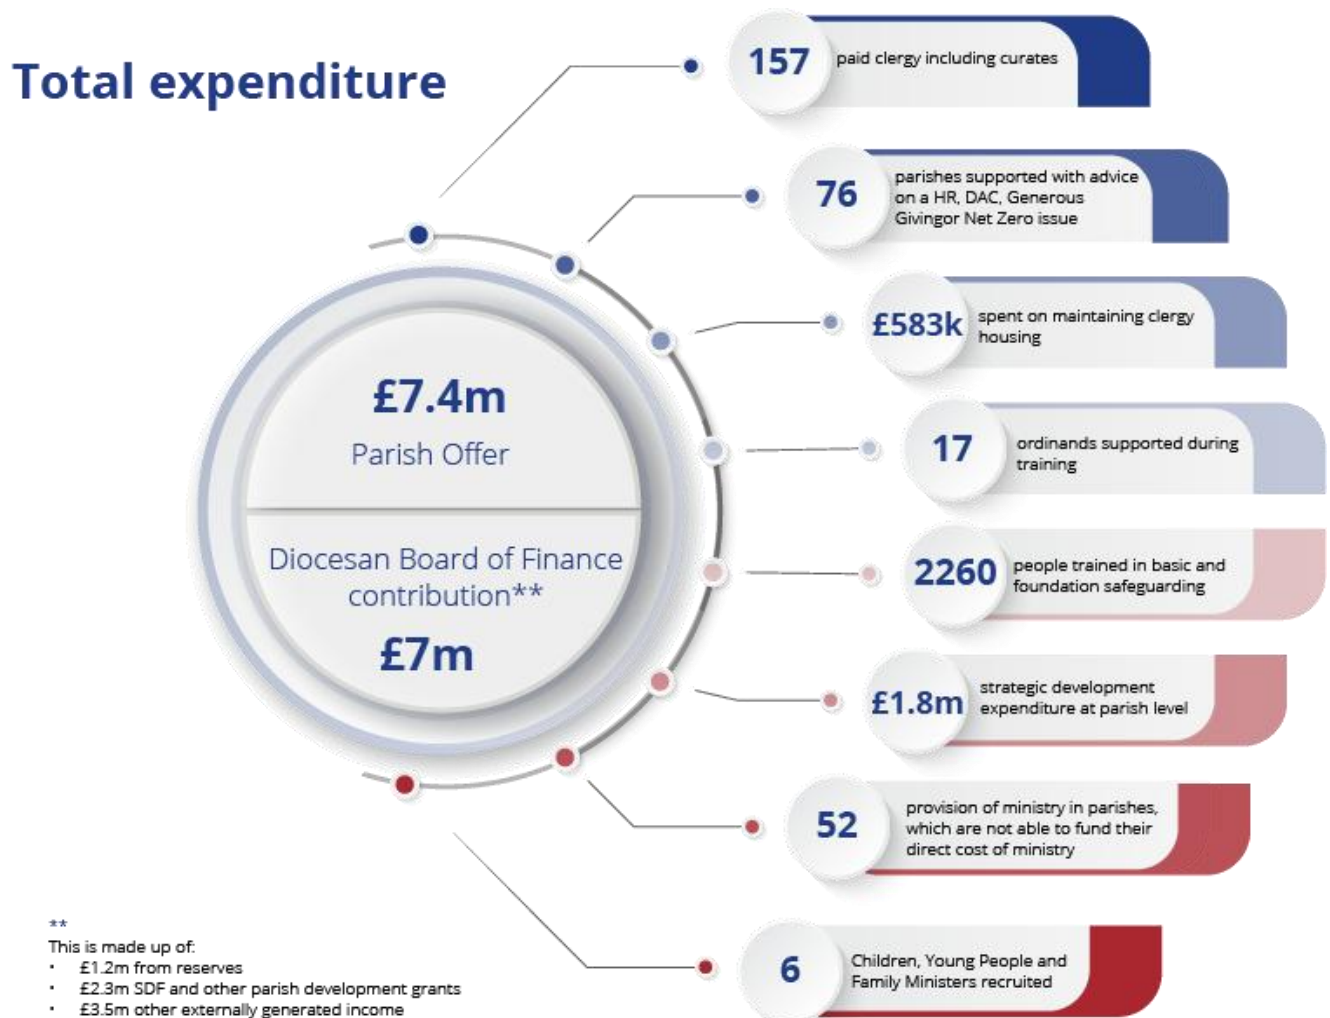 Total expenditure
157
paid clergy including curates
76
parishes supported with advice
on a HR, DAC, Generous
Givingor Net Zero issue
£583k
spent on maintaining clergy
housing
£7.4m
Parish Offer
17
ordinands supported during
training
Diocesan Board of Finance
contribution**
£7m
2260
people trained in basic and
foundation safeguarding
£1.8m
strategic development
expenditure at parish level
52
provision of ministry in parishes,
which are not able to fund their
direct cost of ministry
6
Children, Young People and
Family Ministers recruited
**
This is made up of:
· £1.2m from reserves
· £2.3m SDF and other parish development grants
· £3.5m other externally generated income